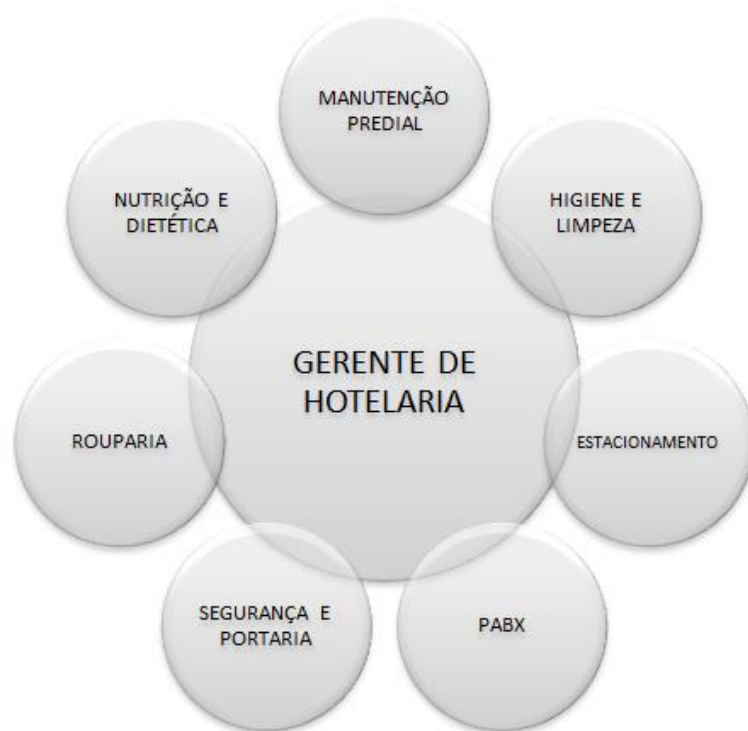 MANUTENÇÃO
PREDIAL
NUTRIÇÃO E
DIETÉTICA
HIGIENE E
LIMPEZA
GERENTE DE
HOTELARIA
ROUPARIA
ESTACIONAMENTO
SEGURANÇA E
PORTARIA
PABX